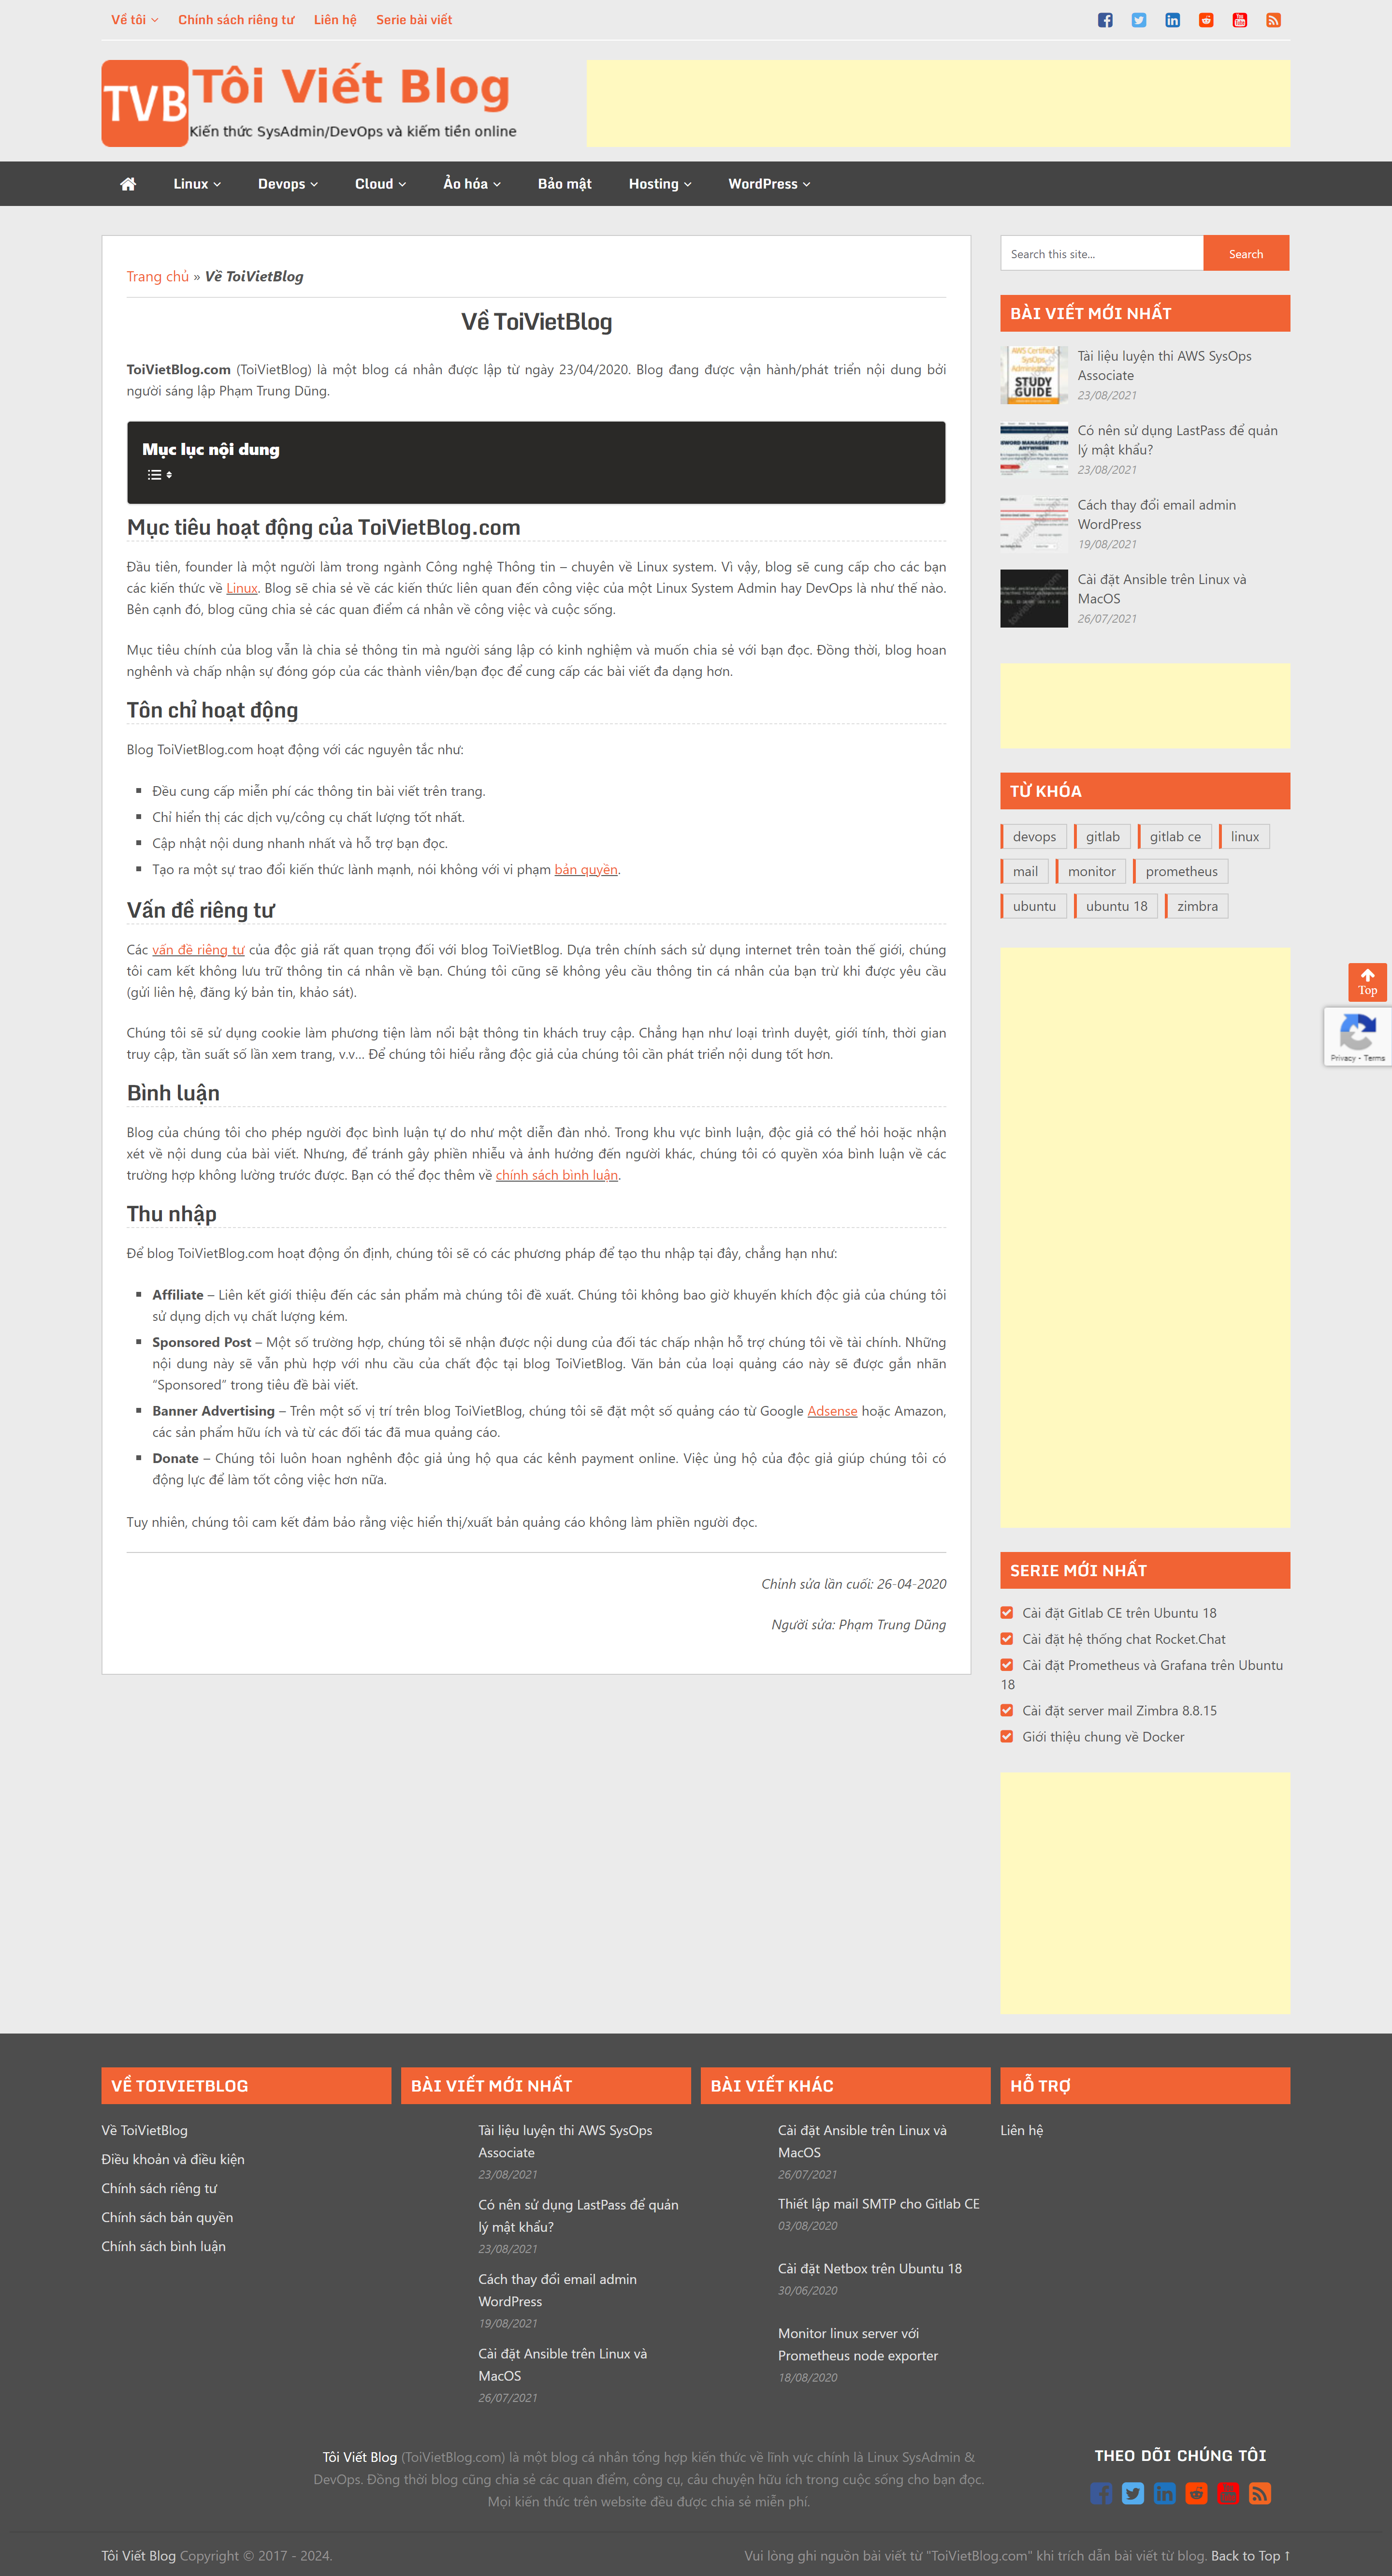 Về tôi
Chính sách riêng tư
Liên hệ
Serie bài viết
TVB
Tôi Viết Blog
Kiến thức SysAdmin/DevOps và kiếm tiền online
Linux
Devops
Cloud
Ảo hóa
Bảo mật
Hosting
WordPress
Trang chủ » Về ToiVietBlog
Về ToiVietBlog
ToiVietBlog.com (ToiVietBlog) là một blog cá nhân được lập từ ngày 23/04/2020. Blog đang được vận hành/phát triển nội dung bởi
người sáng lập Phạm Trung Dũng.
Mục lục nội dung
Mục tiêu hoạt động của ToiVietBlog.com
Đầu tiên, founder là một người làm trong ngành Công nghệ Thông tin – chuyên về Linux system. Vì vậy, blog sẽ cung cấp cho các bạn
các kiến thức về Linux. Blog sẽ chia sẻ về các kiến thức liên quan đến công việc của một Linux System Admin hay DevOps là như thế nào.
Bên cạnh đó, blog cũng chia sẻ các quan điểm cá nhân về công việc và cuộc sống.
Mục tiêu chính của blog vẫn là chia sẻ thông tin mà người sáng lập có kinh nghiệm và muốn chia sẻ với bạn đọc. Đồng thời, blog hoan
nghênh và chấp nhận sự đóng góp của các thành viên/bạn đọc để cung cấp các bài viết đa dạng hơn.
Tôn chỉ hoạt động
Blog ToiVietBlog.com hoạt động với các nguyên tắc như:
Đều cung cấp miễn phí các thông tin bài viết trên trang.
Chỉ hiển thị các dịch vụ/công cụ chất lượng tốt nhất.
Cập nhật nội dung nhanh nhất và hỗ trợ bạn đọc.
Tạo ra một sự trao đổi kiến thức lành mạnh, nói không với vi phạm bản quyền.
Vấn đề riêng tư
Các vấn đề riêng tư của độc giả rất quan trọng đối với blog ToiVietBlog. Dựa trên chính sách sử dụng internet trên toàn thế giới, chúng
tôi cam kết không lưu trữ thông tin cá nhân về bạn. Chúng tôi cũng sẽ không yêu cầu thông tin cá nhân của bạn trừ khi được yêu cầu
(gửi liên hệ, đăng ký bản tin, khảo sát).
Chúng tôi sẽ sử dụng cookie làm phương tiện làm nổi bật thông tin khách truy cập. Chẳng hạn như loại trình duyệt, giới tính, thời gian
truy cập, tần suất số lần xem trang, v.v… Để chúng tôi hiểu rằng độc giả của chúng tôi cần phát triển nội dung tốt hơn.
Bình luận
Blog của chúng tôi cho phép người đọc bình luận tự do như một diễn đàn nhỏ. Trong khu vực bình luận, độc giả có thể hỏi hoặc nhận
xét về nội dung của bài viết. Nhưng, để tránh gây phiền nhiễu và ảnh hưởng đến người khác, chúng tôi có quyền xóa bình luận về các
trường hợp không lường trước được. Bạn có thể đọc thêm về chính sách bình luận.
Thu nhập
Để blog ToiVietBlog.com hoạt động ổn định, chúng tôi sẽ có các phương pháp để tạo thu nhập tại đây, chẳng hạn như:
Affiliate – Liên kết giới thiệu đến các sản phẩm mà chúng tôi đề xuất. Chúng tôi không bao giờ khuyến khích độc giả của chúng tôi
sử dụng dịch vụ chất lượng kém.
Sponsored Post – Một số trường hợp, chúng tôi sẽ nhận được nội dung của đối tác chấp nhận hỗ trợ chúng tôi về tài chính. Những
nội dung này sẽ vẫn phù hợp với nhu cầu của chất độc tại blog ToiVietBlog. Văn bản của loại quảng cáo này sẽ được gắn nhãn
“Sponsored” trong tiêu đề bài viết.
Banner Advertising – Trên một số vị trí trên blog ToiVietBlog, chúng tôi sẽ đặt một số quảng cáo từ Google Adsense hoặc Amazon,
các sản phẩm hữu ích và từ các đối tác đã mua quảng cáo.
Donate – Chúng tôi luôn hoan nghênh độc giả ủng hộ qua các kênh payment online. Việc ủng hộ của độc giả giúp chúng tôi có
động lực để làm tốt công việc hơn nữa.
Tuy nhiên, chúng tôi cam kết đảm bảo rằng việc hiển thị/xuất bản quảng cáo không làm phiền người đọc.
Chỉnh sửa lần cuối: 26-04-2020
Người sửa: Phạm Trung Dũng
Search this site...
Search
BÀI VIẾT MỚI NHẤT
AWS Certified
SysOps
Administrator
STUDY
GUIDE
Tài liệu luyện thi AWS SysOps
Associate
23/08/2021
Có nên sử dụng LastPass để quản
lý mật khẩu?
23/08/2021
Cách thay đổi email admin
WordPress
19/08/2021
Cài đặt Ansible trên Linux và
MacOS
26/07/2021
TỪ KHÓA
devops
gitlab
gitlab ce
linux
mail
monitor
prometheus
ubuntu
ubuntu 18
zimbra
Top
Privacy - Terms
SERIE MỚI NHẤT
Cài đặt Gitlab CE trên Ubuntu 18
Cài đặt hệ thống chat Rocket.Chat
Cài đặt Prometheus và Grafana trên Ubuntu
18
Cài đặt server mail Zimbra 8.8.15
Giới thiệu chung về Docker
VỀ TOIVIETBLOG
Về ToiVietBlog
Điều khoản và điều kiện
Chính sách riêng tư
Chính sách bản quyền
Chính sách bình luận
BÀI VIẾT MỚI NHẤT
Tài liệu luyện thi AWS SysOps
Associate
23/08/2021
Có nên sử dụng LastPass để quản
lý mật khẩu?
23/08/2021
Cách thay đổi email admin
WordPress
19/08/2021
Cài đặt Ansible trên Linux và
MacOS
26/07/2021
BÀI VIẾT KHÁC
Cài đặt Ansible trên Linux và
MacOS
26/07/2021
Thiết lập mail SMTP cho Gitlab CE
03/08/2020
Cài đặt Netbox trên Ubuntu 18
30/06/2020
Monitor linux server với
Prometheus node exporter
18/08/2020
HỖ TRỢ
Liên hệ
Tôi Viết Blog (ToiVietBlog.com) là một blog cá nhân tổng hợp kiến thức về lĩnh vực chính là Linux SysAdmin &
DevOps. Đồng thời blog cũng chia sẻ các quan điểm, công cụ, câu chuyện hữu ích trong cuộc sống cho bạn đọc.
Mọi kiến thức trên website đều được chia sẻ miễn phí.
THEO DÕI CHÚNG TÔI
Tôi Viết Blog Copyright © 2017 - 2024.
Vui lòng ghi nguồn bài viết từ "ToiVietBlog.com" khi trích dẫn bài viết từ blog. Back to Top ↑